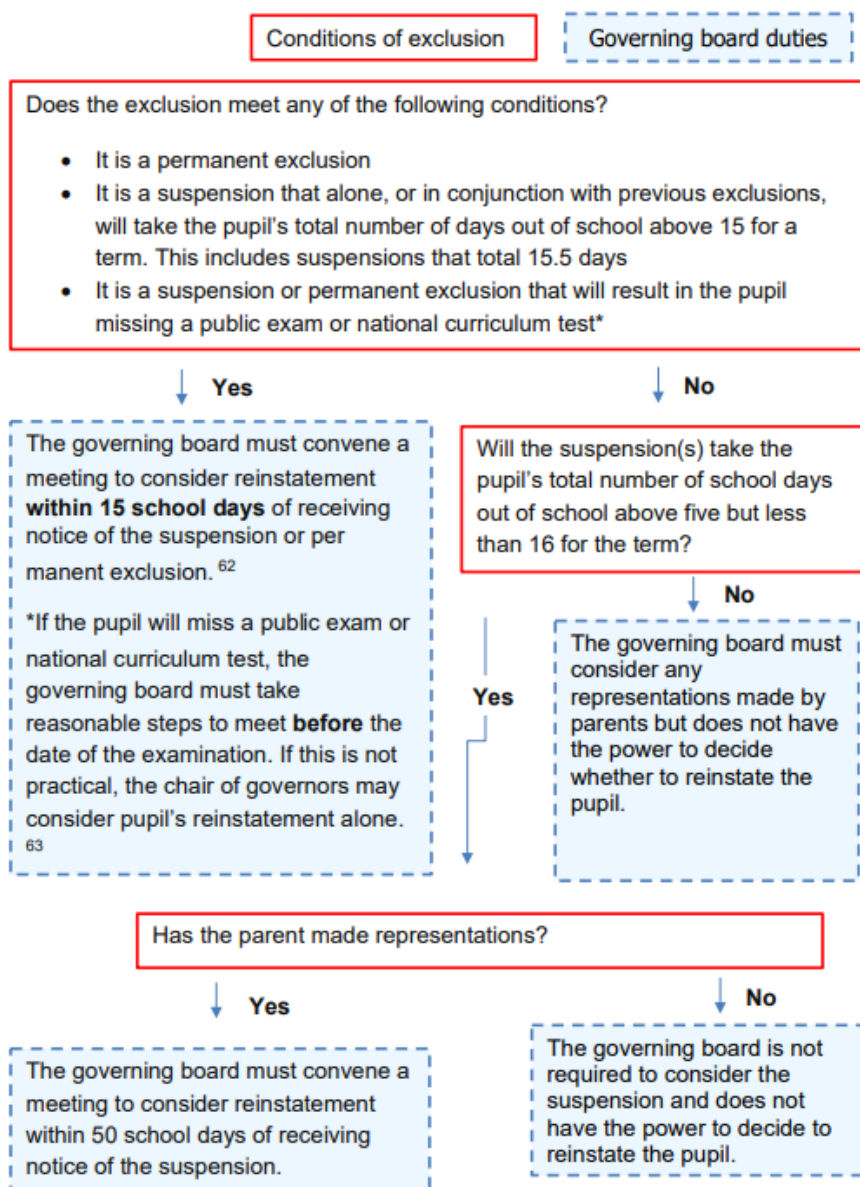 Conditions of exclusion
Governing board duties
Does the exclusion meet any of the following conditions?
• It is a permanent exclusion
• It is a suspension that alone, or in conjunction with previous exclusions,
will take the pupil's total number of days out of school above 15 for a
term. This includes suspensions that total 15.5 days
• It is a suspension or permanent exclusion that will result in the pupil
missing a public exam or national curriculum test*
Yes
No
The governing board must convene a
meeting to consider reinstatement
within 15 school days of receiving
notice of the suspension or per
manent exclusion. 62
*If the pupil will miss a public exam or
national curriculum test, the
governing board must take
reasonable steps to meet before the
date of the examination. If this is not
practical, the chair of governors may
consider pupil's reinstatement alone.
63
Will the suspension(s) take the
pupil's total number of school days
out of school above five but less
than 16 for the term?
Yes
No
The governing board must
consider any
representations made by
parents but does not have
the power to decide
whether to reinstate the
pupil.
Has the parent made representations?
Yes
No
The governing board must convene a
meeting to consider reinstatement
within 50 school days of receiving
notice of the suspension.
The governing board is not
required to consider the
suspension and does not
have the power to decide to
reinstate the pupil.